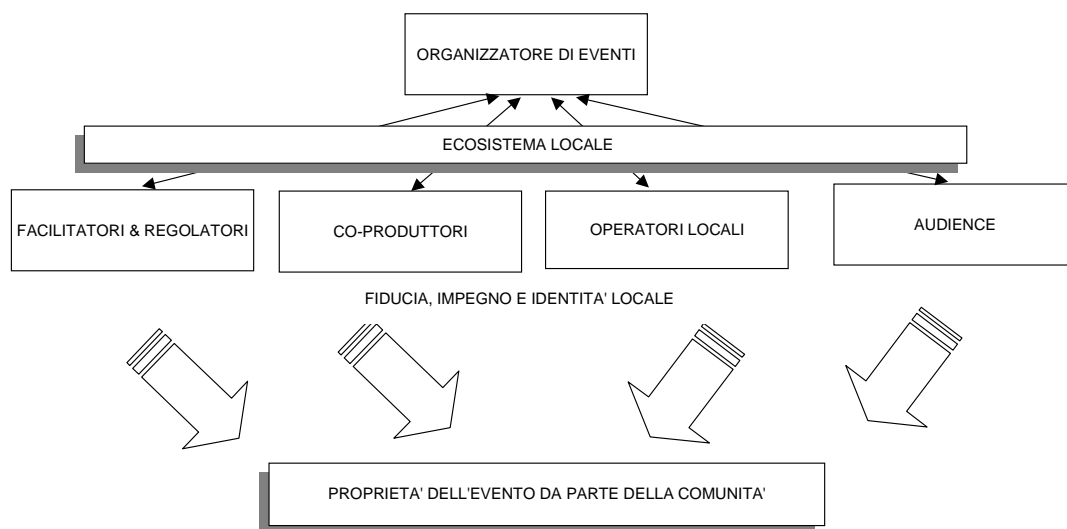 ORGANIZZATORE DI EVENTI
ECOSISTEMA LOCALE
FACILITATORI & REGOLATORI
CO-PRODUTTORI
OPERATORI LOCALI
AUDIENCE
FIDUCIA, IMPEGNO E IDENTITA' LOCALE
PROPRIETA' DELL'EVENTO DA PARTE DELLA COMUNITA'